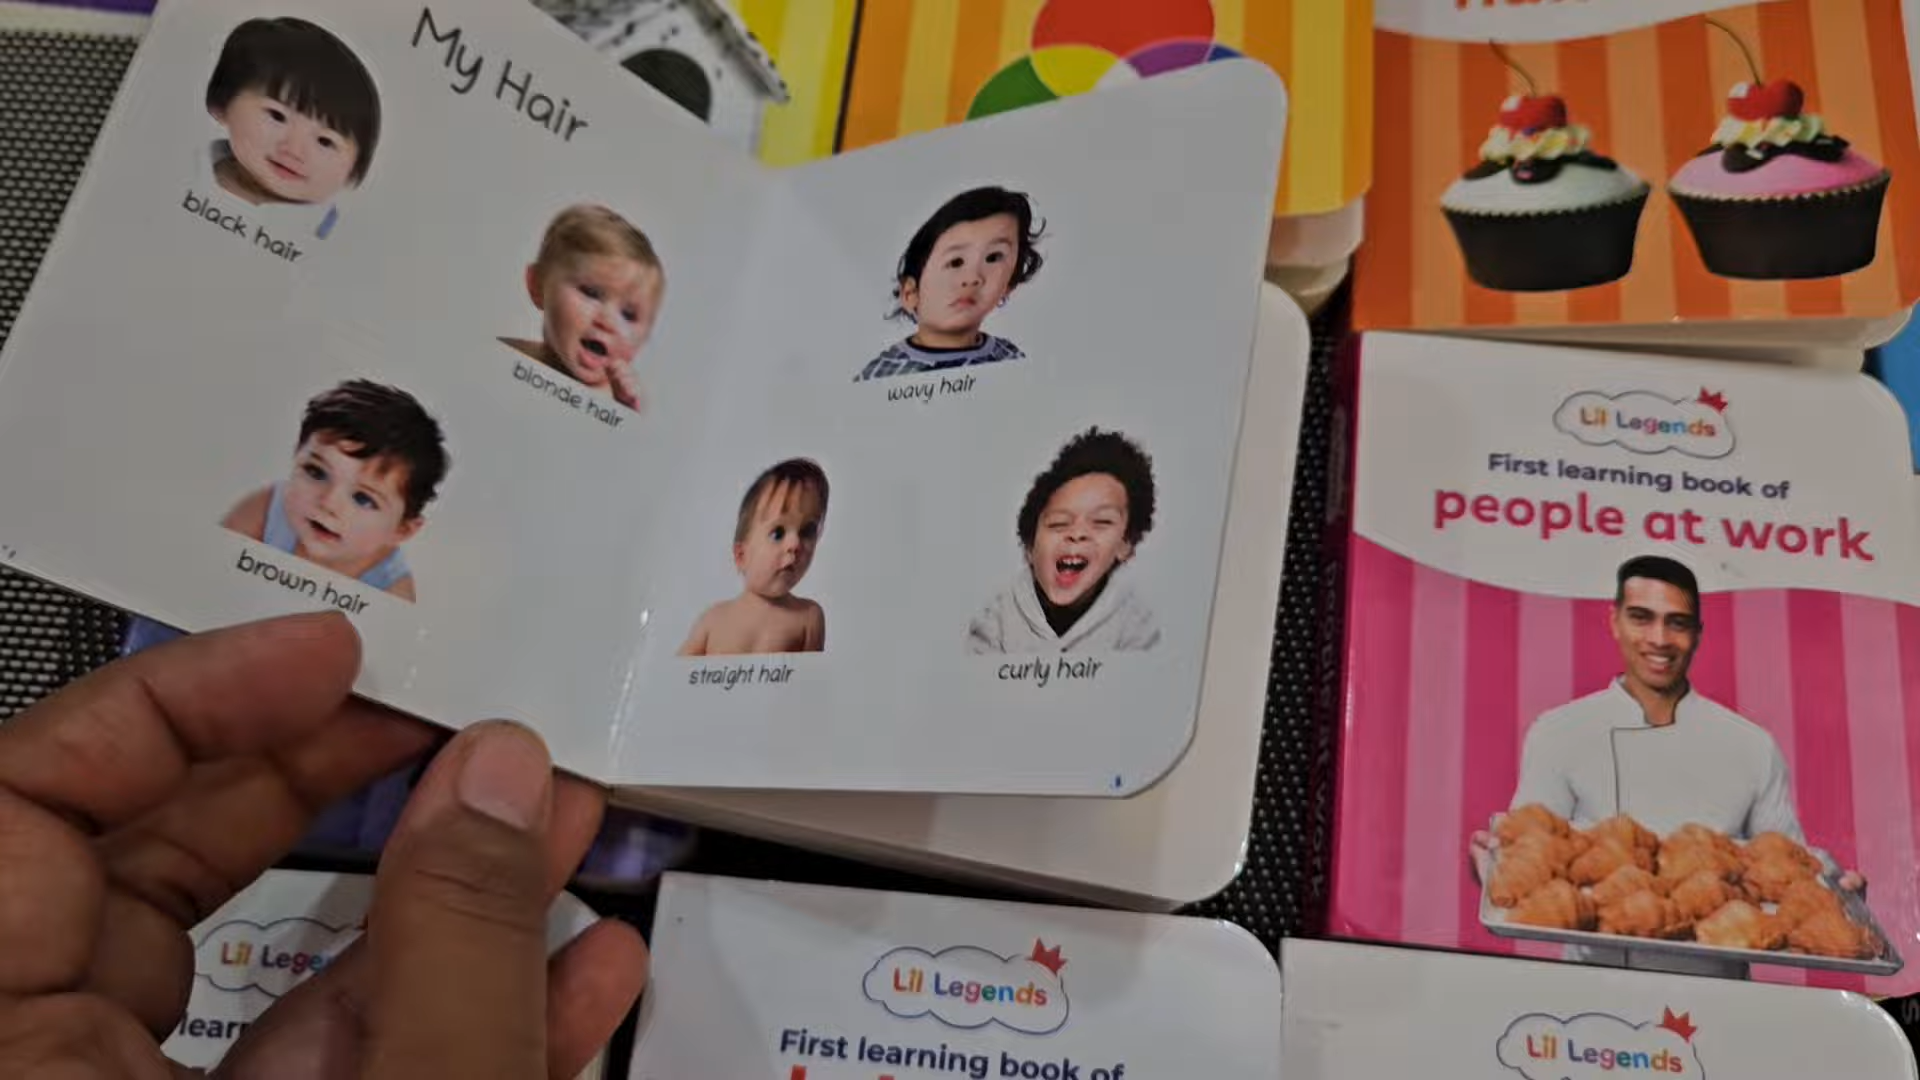 My Hair
black hair
blonde hair
brown hair
wavy hair
straight hair
curly hair
Lil Legends
First learning book of
people at work
Lil Legends
First learning book of
Lil Legends
Lil